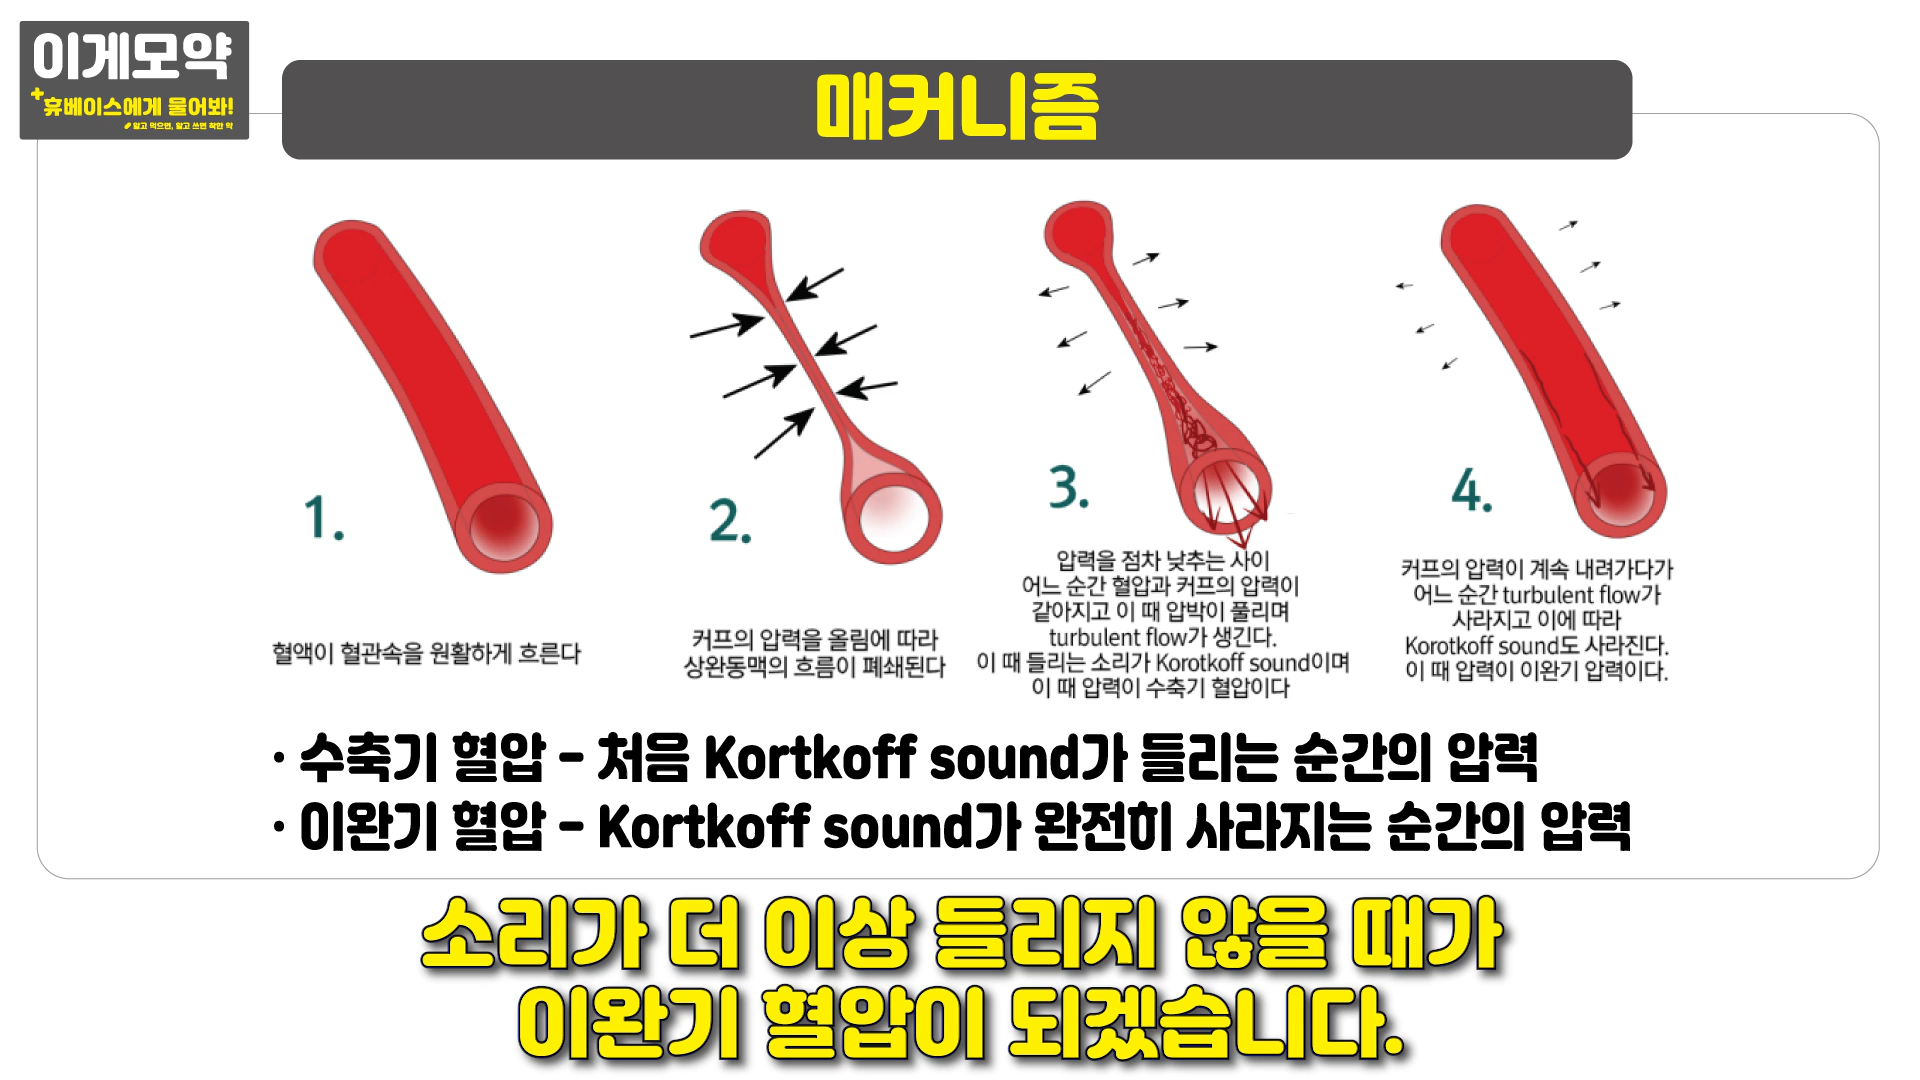 이게모약
+휴베이스에게 물어봐!
알고 먹으면, 알고 쓰면 착한 약
매커니즘
1.
혈액이 혈관속을 원활하게 흐른다
2.
커프의 압력을 올림에 따라
상완동맥의 흐름이 폐쇄된다
3.
압력을 점차 낮추는 사이
어느 순간 혈압과 커프의 압력이
같아지고 이 때 압박이 풀리며
turbulent flow가 생긴다.
이 때 들리는 소리가 Korotkoff sound이며
이 때 압력이 수축기 혈압이다
4.
커프의 압력이 계속 내려가다가
어느 순간 turbulent flow가
사라지고 이에 따라
Korotkoff sound도 사라진다.
이 때 압력이 이완기 압력이다.
· 수축기 혈압 - 처음 Kortkoff sound가 들리는 순간의 압력
· 이완기 혈압 - Kortkoff sound가 완전히 사라지는 순간의 압력
소리가 더 이상 들리지 않을 때가
이완기 혈압이 되겠습니다.